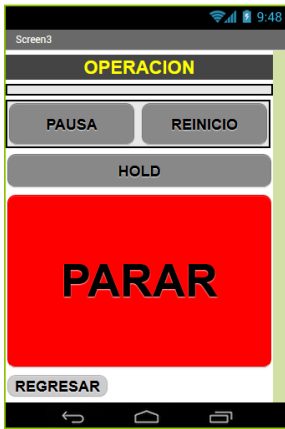 9:48
Screen3
OPERACION
PAUSA REINICIO
HOLD
PARAR
REGRESAR